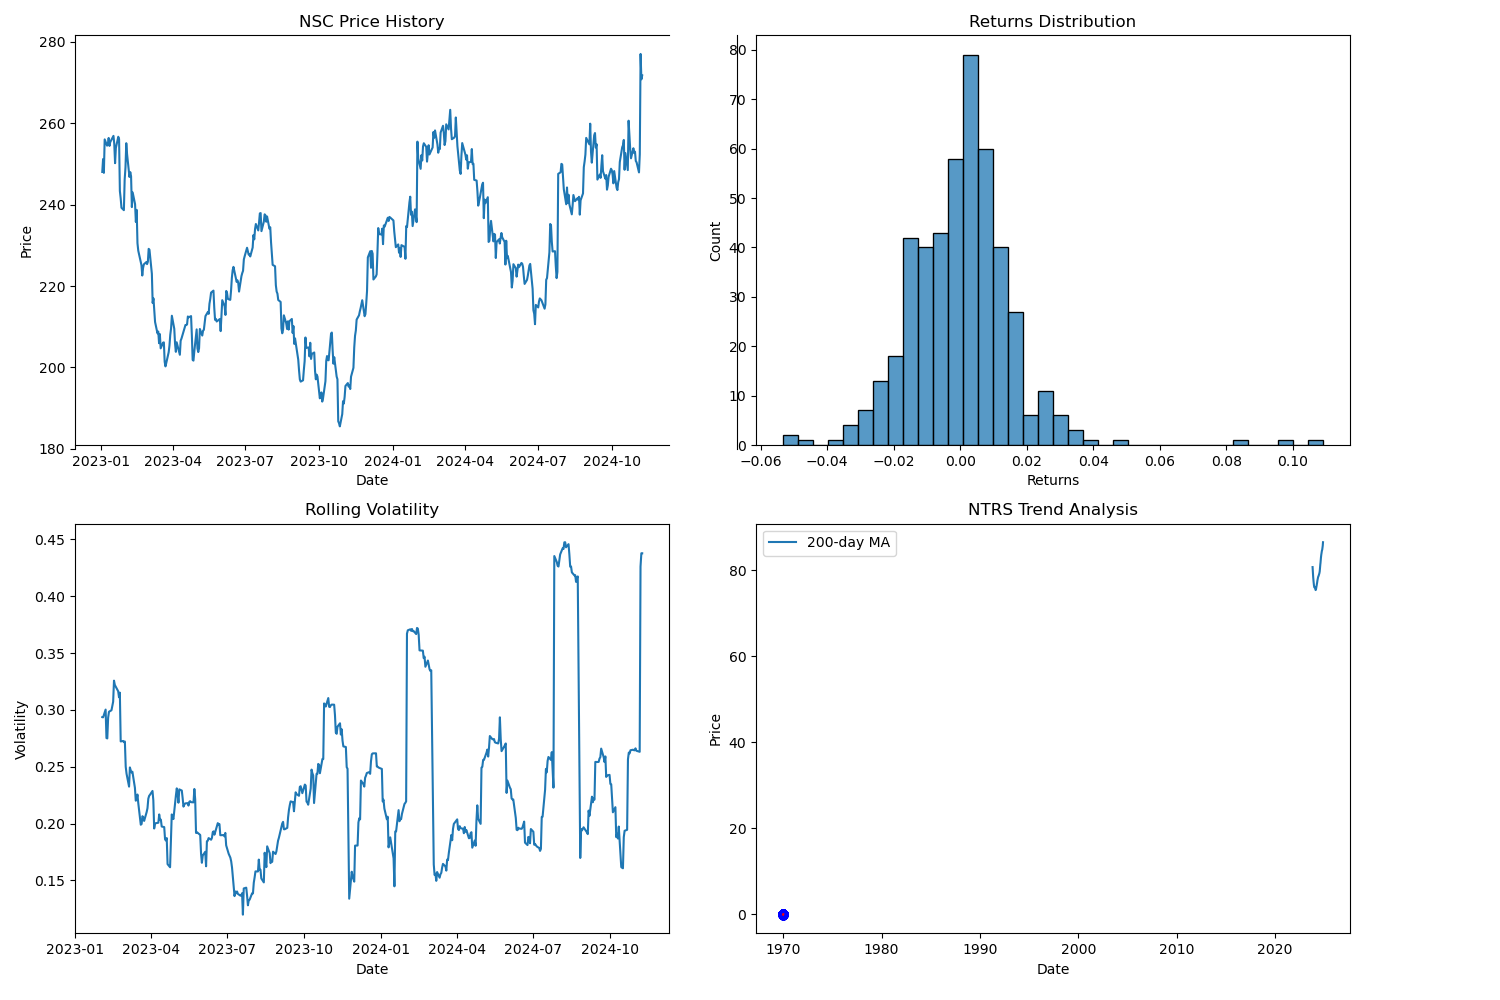 NSC Price History
280
260
240
220
200
180
Price
2023-01 2023-04 2023-07 2023-10 2024-01 2024-04 2024-07 2024-10
Date
Returns Distribution
80
70
60
50
40
30
20
10
0
Count
−0.06 −0.04 −0.02 0.00 0.02 0.04 0.06 0.08 0.10
Returns
Rolling Volatility
0.45
0.40
0.35
0.30
0.25
0.20
0.15
Volatility
2023-01 2023-04 2023-07 2023-10 2024-01 2024-04 2024-07 2024-10
Date
NTRS Trend Analysis
200-day MA
80
60
40
20
0
Price
1970 1980 1990 2000 2010 2020
Date